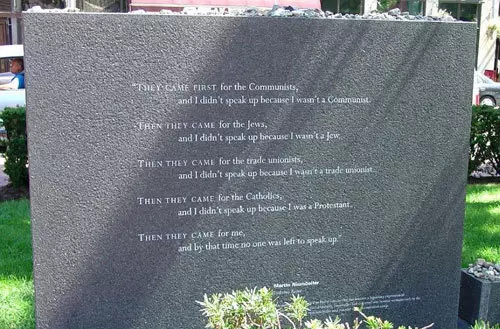 "THEY CAME FIRST for the Communists,
and I didn't speak up because I wasn't a Communist.
THEN THEY CAME for the Jews,
and I didn't speak up because I wasn't a Jew.
THEN THEY CAME for the trade unionists,
and I didn't speak up because I wasn't a trade unionist.
THEN THEY CAME for the Catholics,
and I didn't speak up because I was a Protestant.
THEN THEY CAME for me,
and by that time no one was left to speak up."
Martin Niemöeller